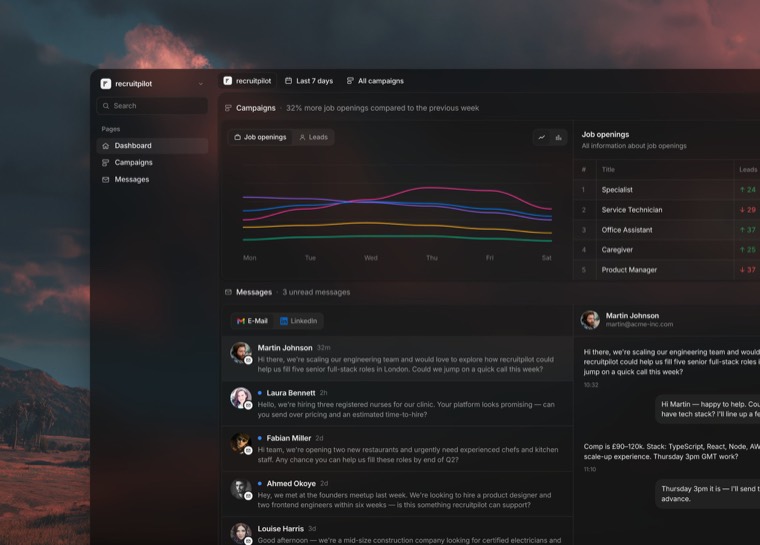 recruitpilot
Search
Pages
Dashboard
Campaigns
Messages
recruitpilot
Last 7 days
All campaigns
Campaigns · 32% more job openings compared to the previous week
Job openings
Leads
Mon Tue Wed Thu Fri Sat
Job openings
All information about job openings
# Title Leads
1 Specialist ↑ 24
2 Service Technician ↓ 29
3 Office Assistant ↑ 37
4 Caregiver ↑ 25
5 Product Manager ↓ 37
Messages · 3 unread messages
E-Mail
LinkedIn
Martin Johnson 32m
Hi there, we're scaling our engineering team and would love to explore how recruitpilot could
help us fill five senior full-stack roles in London. Could we jump on a quick call this week?
Laura Bennett 2h
Hello, we're hiring three registered nurses for our clinic. Your platform looks promising — can
you send over pricing and an estimated time-to-hire?
Fabian Miller 2d
Hi team, we're opening two new restaurants and urgently need experienced chefs and kitchen
staff. Any chance you can help us fill these roles by end of Q2?
Ahmed Okoye 2d
Hey, we met at the founders meetup last week. We're looking to hire a product designer and
two frontend engineers within six weeks — is this something recruitpilot can support?
Louise Harris 3d
Good afternoon — we're a mid-size construction company looking for certified electricians and
Martin Johnson
martin@acme-inc.com
Hi there, we're scaling our engineering team and would
recruitpilot could help us fill five senior full-stack roles i
jump on a quick call this week?
10:32
Hi Martin — happy to help. Cou
have tech stack? I'll line up a fe
Comp is £90–120k. Stack: TypeScript, React, Node, AW
scale-up experience. Thursday 3pm GMT work?
11:10
Thursday 3pm it is — I'll send t
advance.